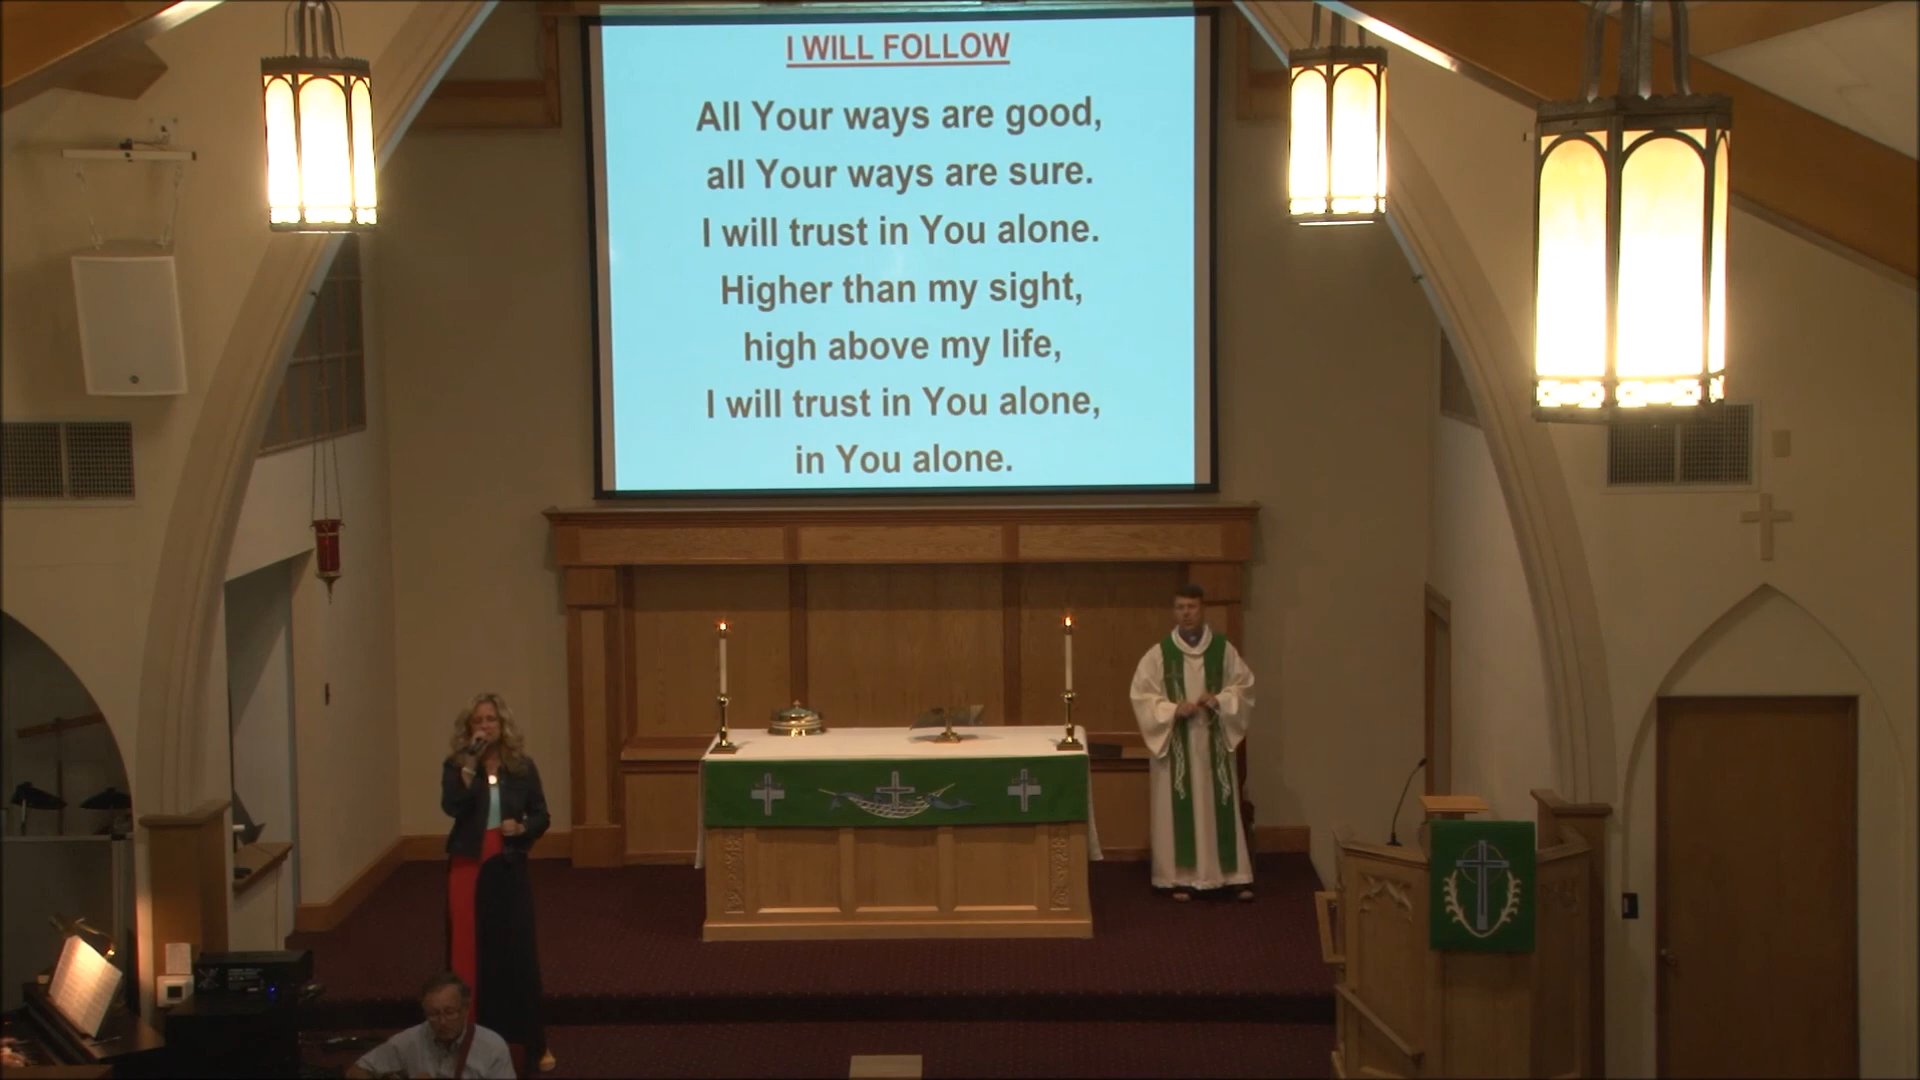 I WILL FOLLOW
All Your ways are good,
all Your ways are sure.
I will trust in You alone.
Higher than my sight,
high above my life,
I will trust in You alone,
in You alone.